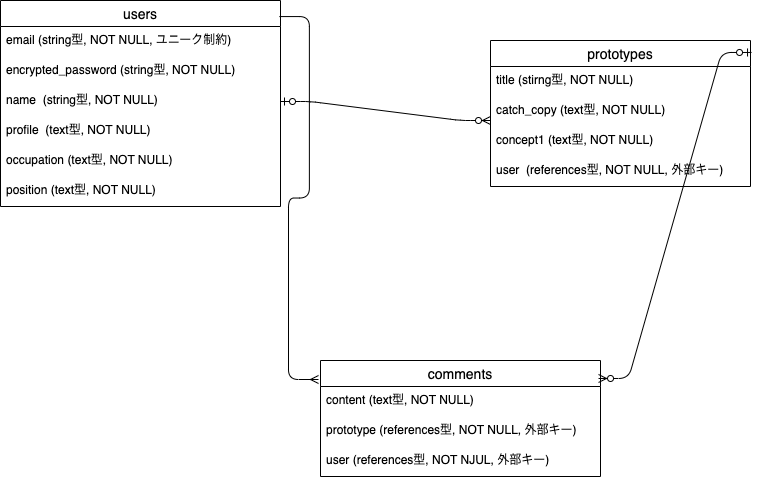 users
email (string型, NOT NULL, ユニーク制約)
encrypted_password (string型, NOT NULL)
name (string型, NOT NULL)
profile (text型, NOT NULL)
occupation (text型, NOT NULL)
position (text型, NOT NULL)
prototypes
title (stirng型, NOT NULL)
catch_copy (text型, NOT NULL)
concept1 (text型, NOT NULL)
user (references型, NOT NULL, 外部キー)
comments
content (text型, NOT NULL)
prototype (references型, NOT NULL, 外部キー)
user (references型, NOT NJUL, 外部キー)